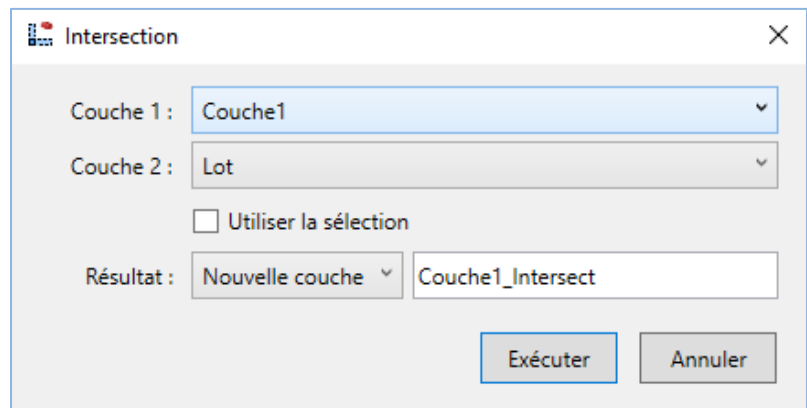 Intersection
Couche 1 : Couche1
Couche 2 : Lot
Utiliser la sélection
Résultat : Nouvelle couche Couche1_Intersect
Exécuter Annuler